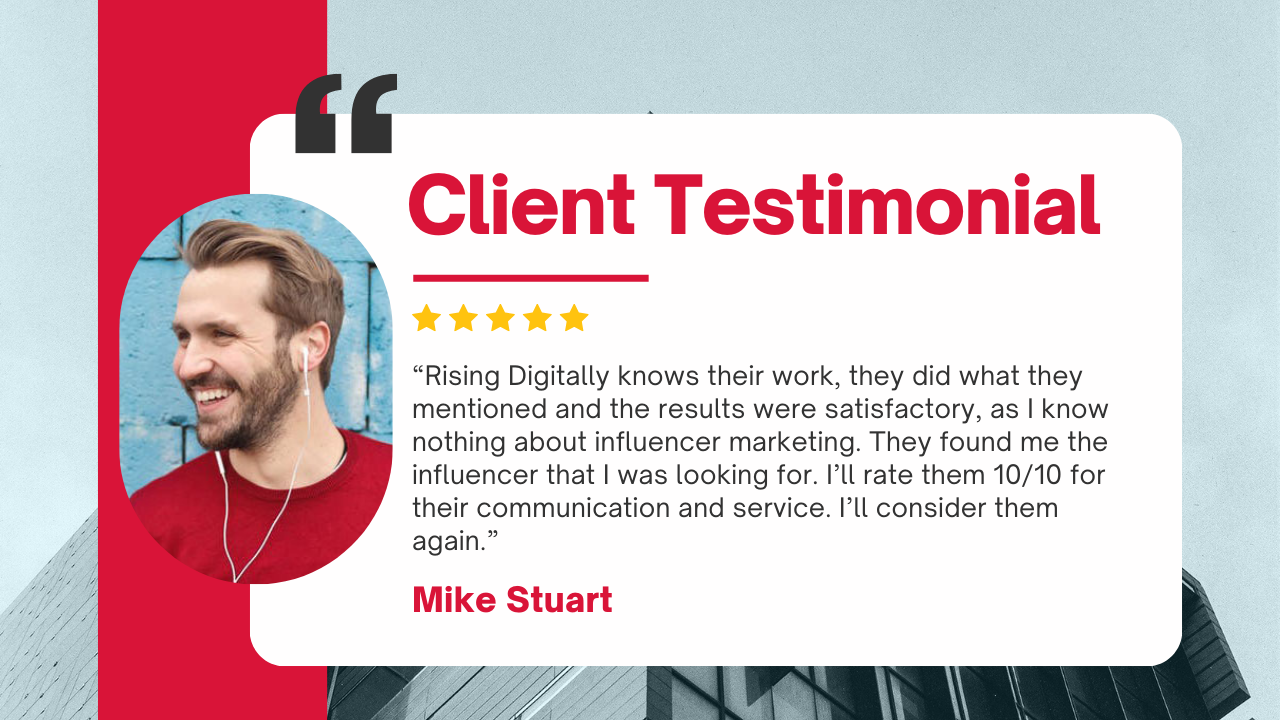 “
Client Testimonial
“Rising Digitally knows their work, they did what they
mentioned and the results were satisfactory, as I know
nothing about influencer marketing. They found me the
influencer that I was looking for. I’ll rate them 10/10 for
their communication and service. I’ll consider them
again.”
Mike Stuart